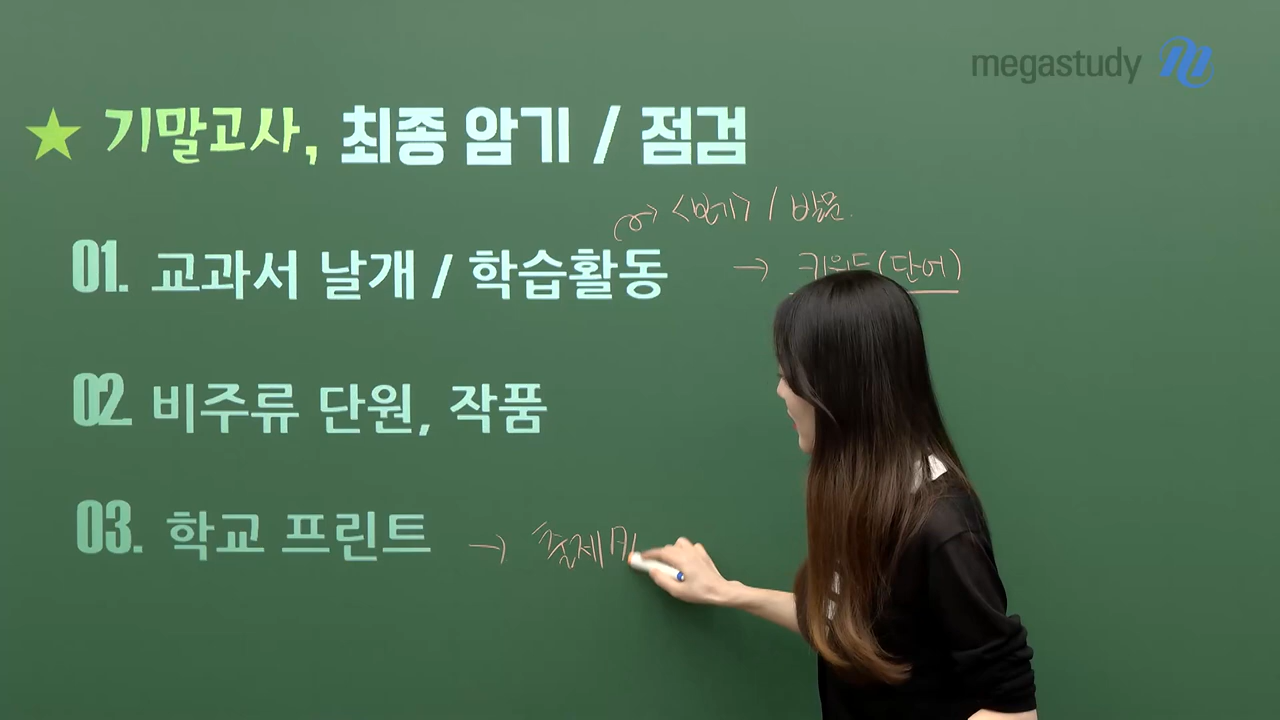 megastudy
★ 기말고사, 최종 암기 / 점검
<보기> / 발문
01. 교과서 날개 / 학습활동 → 키워드(단어)
02. 비주류 단원, 작품
03. 학교 프린트 → 출제